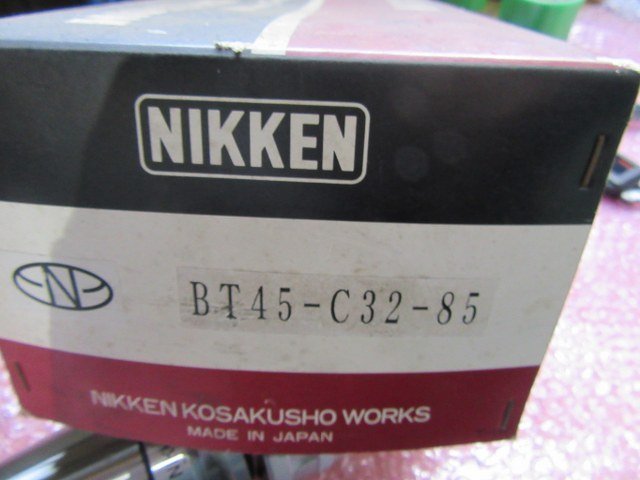 NIKKEN
N
BT45-C32-85
NIKKEN KOSAKUSHO WORKS
MADE IN JAPAN